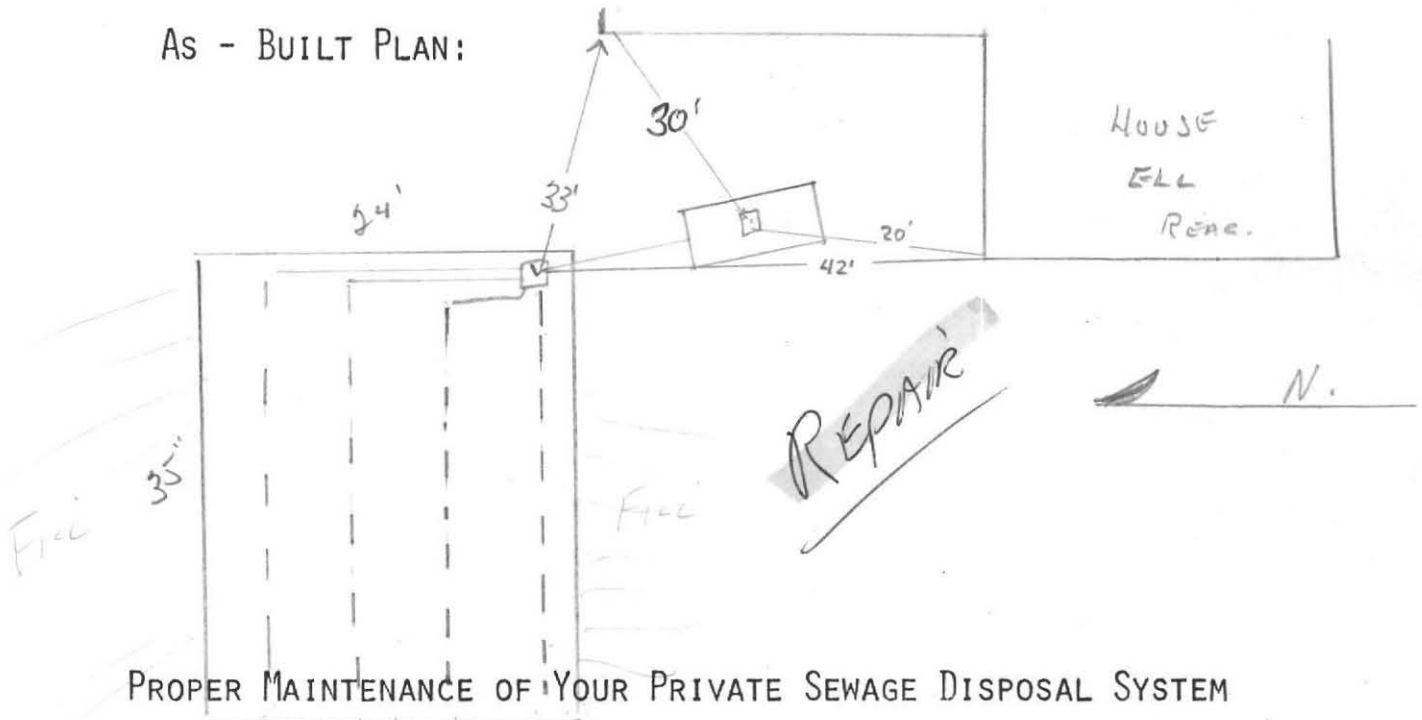 AS - BUILT PLAN:
30'
HOUSE
ELL
REAR.
33'
24'
20'
42'
REPAIR
N.
35"
FILL
FILL
PROPER MAINTENANCE OF YOUR PRIVATE SEWAGE DISPOSAL SYSTEM